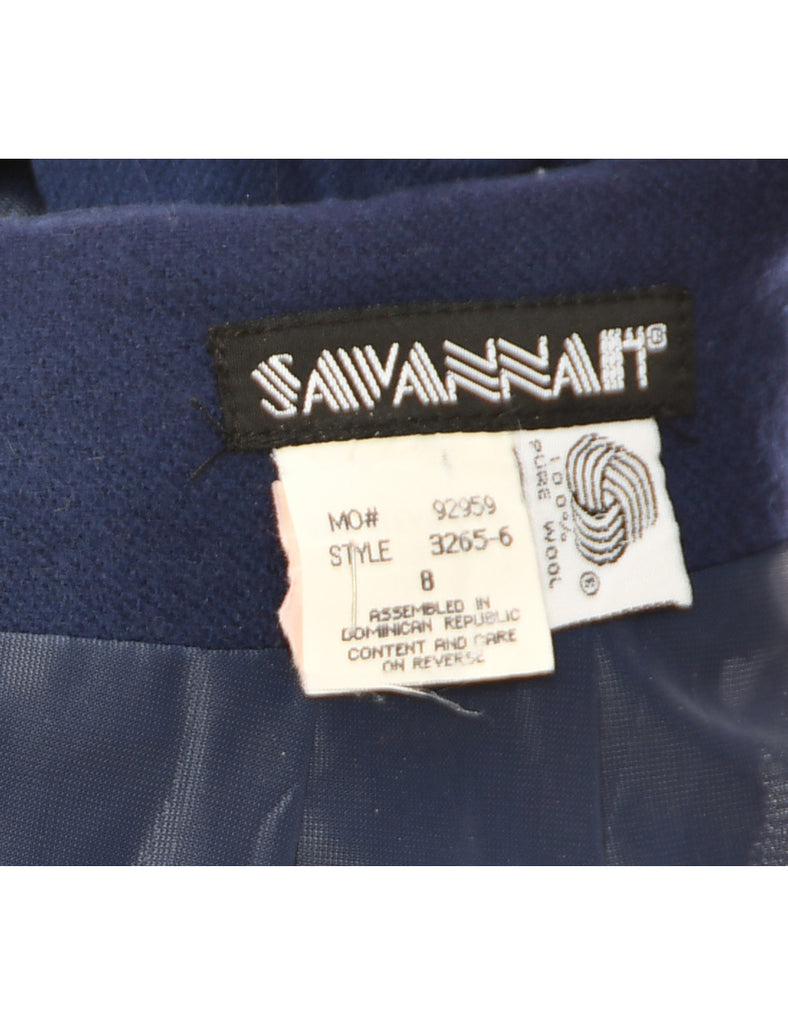 SAVANNAH®
MO# 92959
STYLE 3265-6
8
ASSEMBLED IN
DOMINICAN REPUBLIC
CONTENT AND CARE
ON REVERSE
100%
PURE WOOL
®